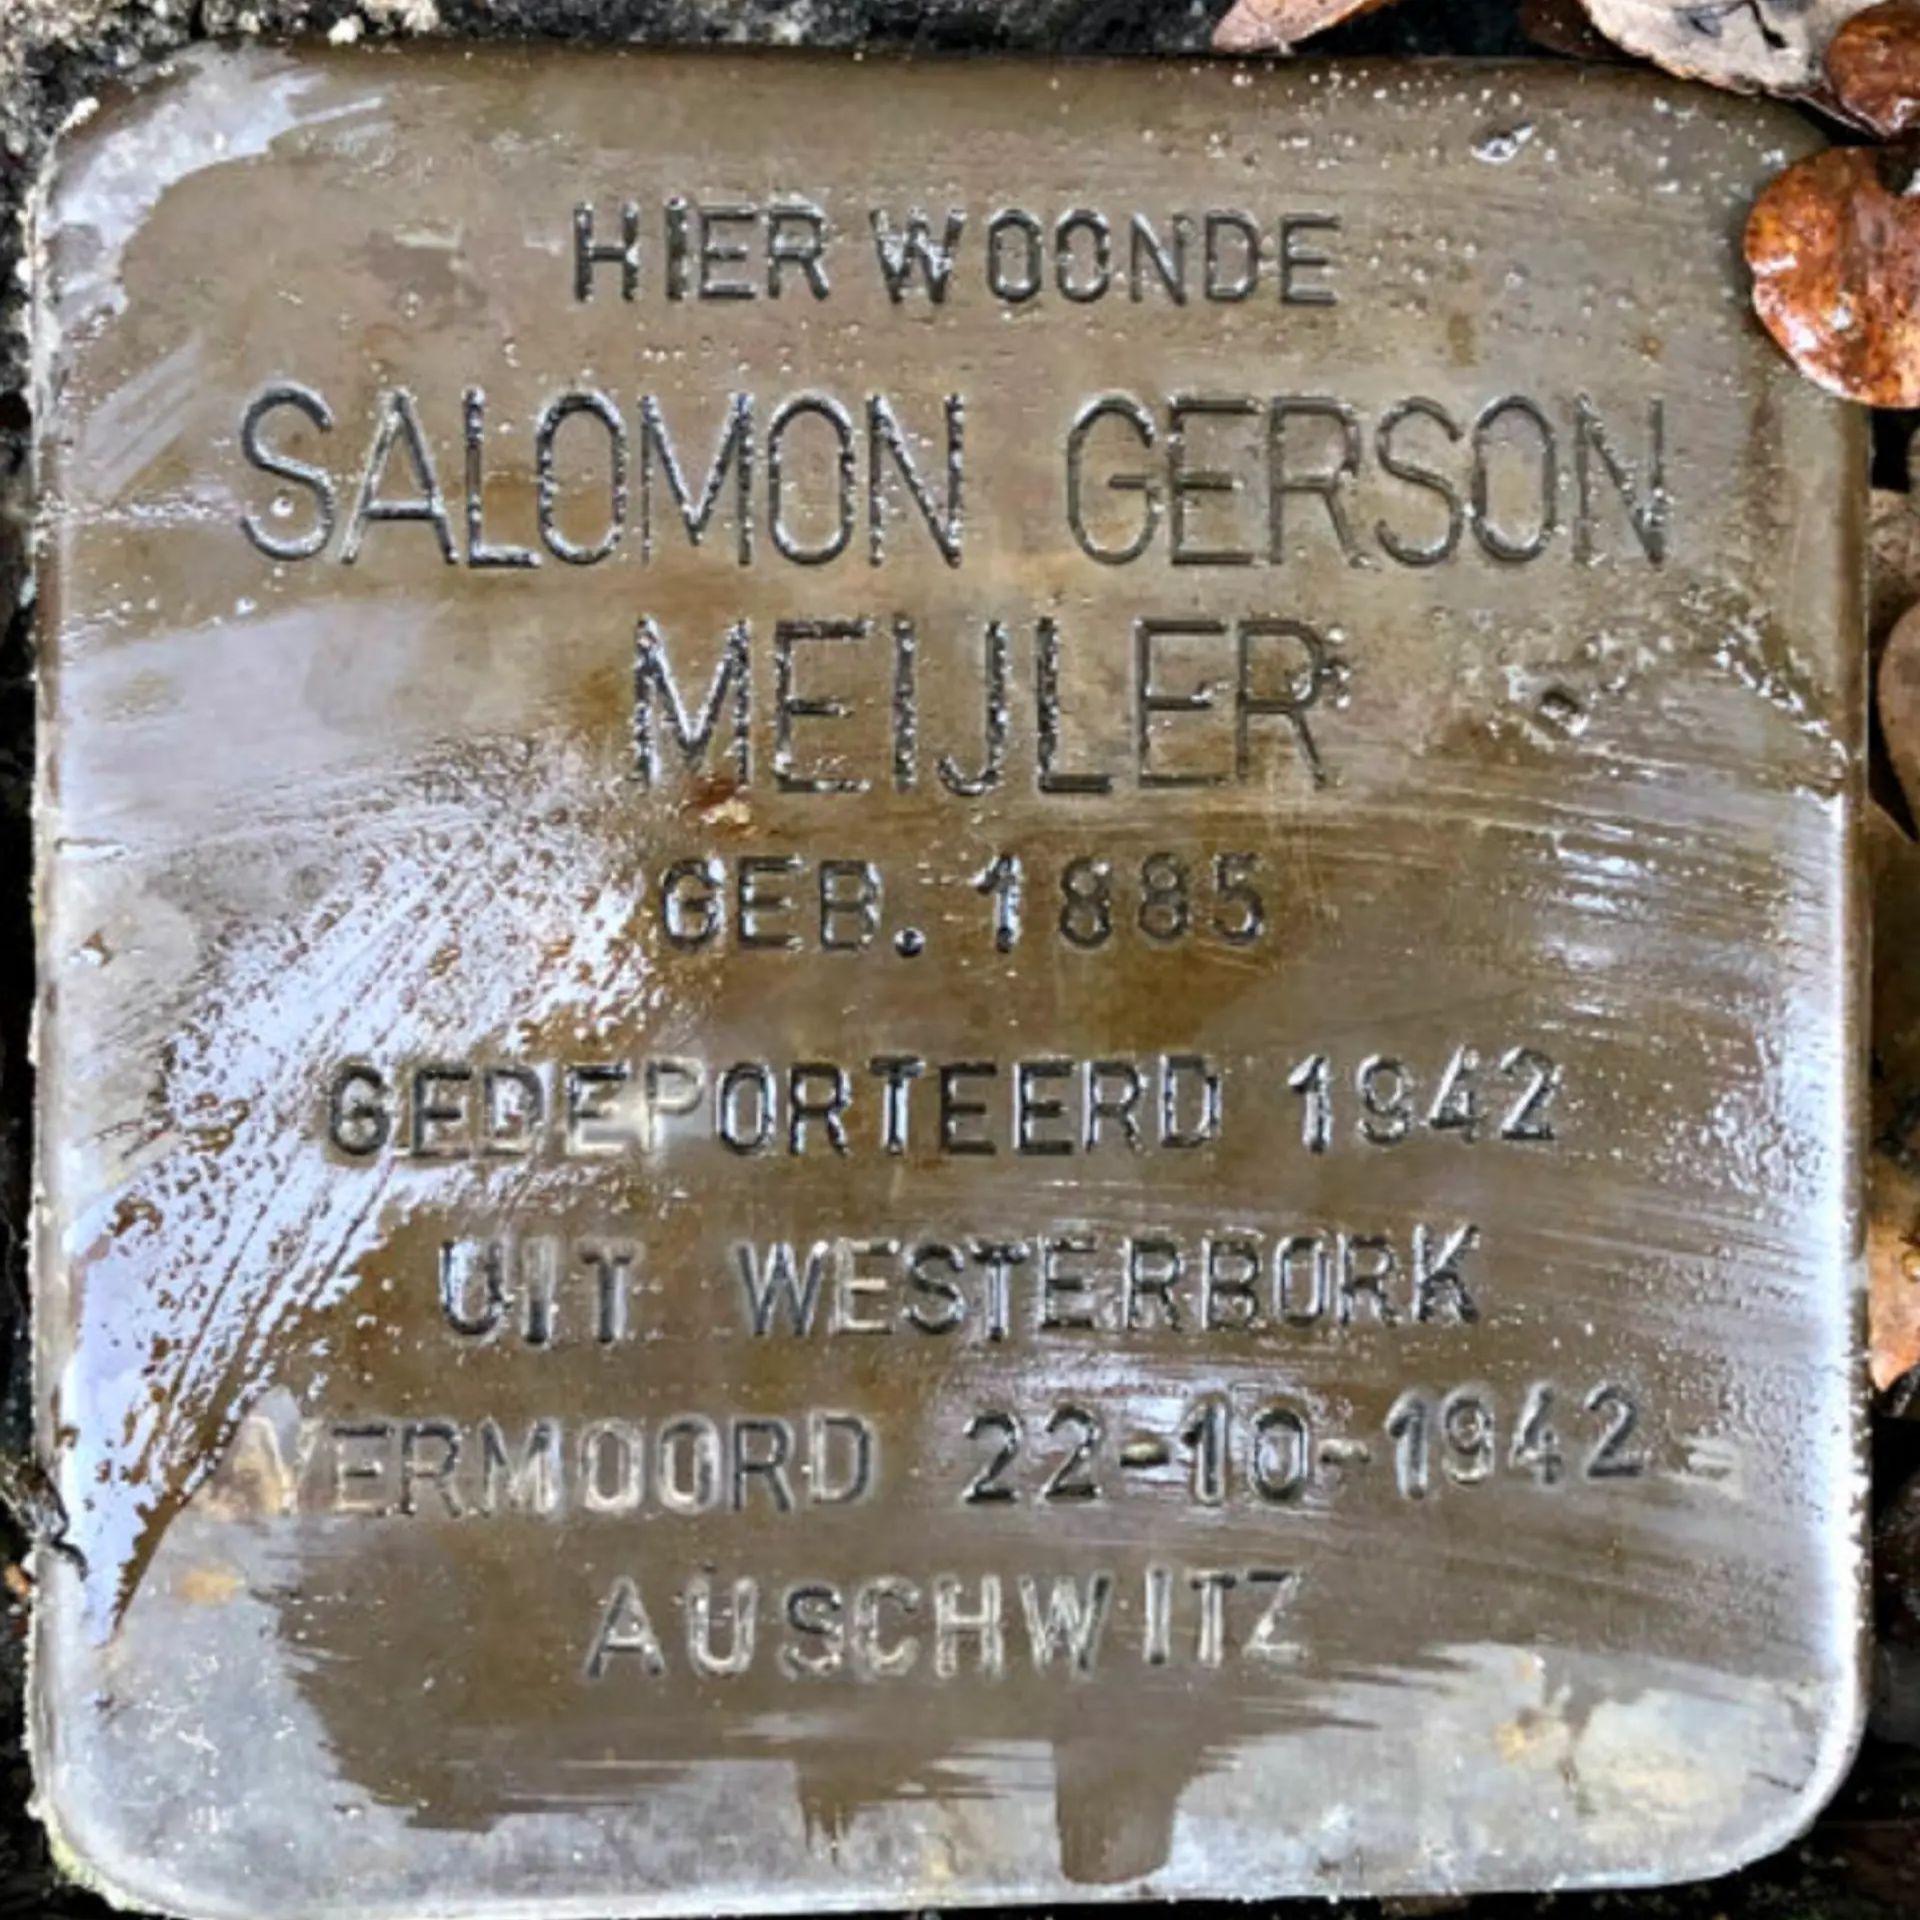 HIER WOONDE
SALOMON GERSON
MEIJLER
GEB. 1885
GEDEPORTEERD 1942
UIT WESTERBORK
VERMOORD 22-10-1942
AUSCHWITZ